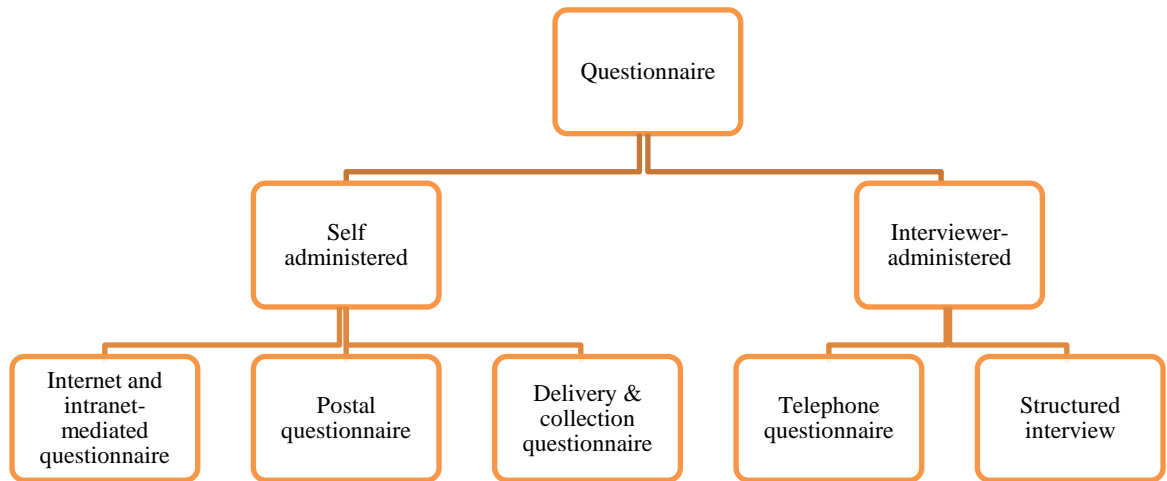 Questionnaire
Self
administered
Interviewer-
administered
Internet and
intranet-
mediated
questionnaire
Postal
questionnaire
Delivery &
collection
questionnaire
Telephone
questionnaire
Structured
interview